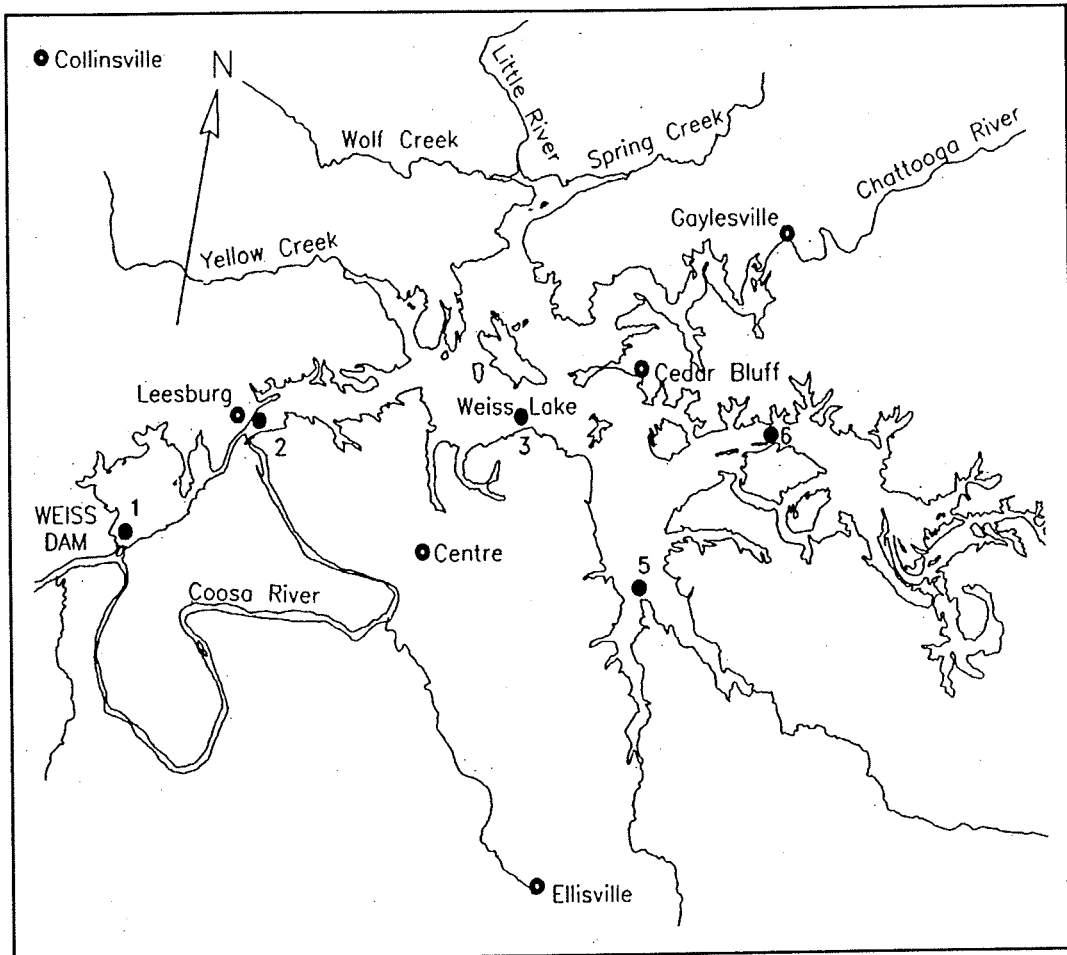 Collinsville
N
Little River
Wolf Creek
Spring Creek
Chattooga River
Gaylesville
Yellow Creek
Cedar Bluff
Leesburg
Weiss Lake
2
3
6
1
WEISS
DAM
Centre
5
Coosa River
Ellisville